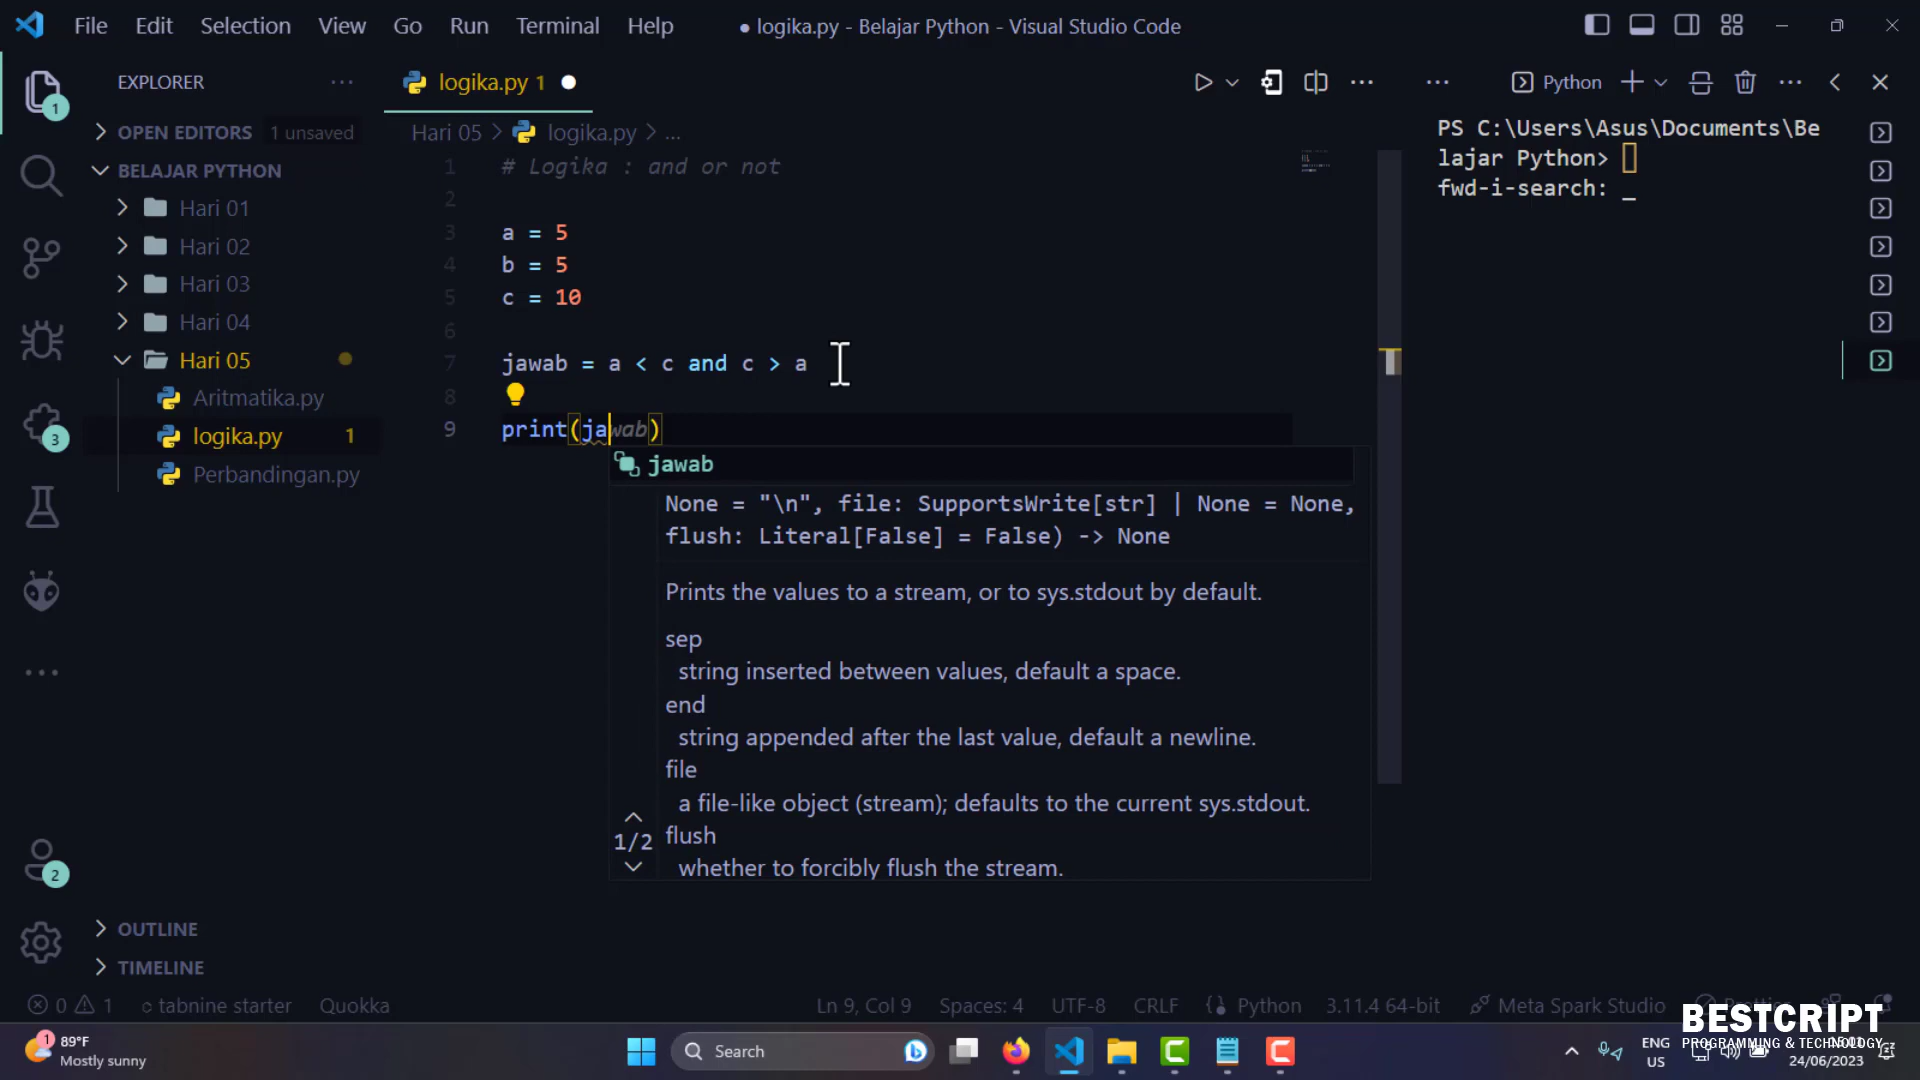 File Edit Selection View Go Run Terminal Help
● logika.py - Belajar Python - Visual Studio Code
EXPLORER
logika.py 1
Python
OPEN EDITORS 1 unsaved
Hari 05 > logika.py > ...
BELAJAR PYTHON
Hari 01
Hari 02
Hari 03
Hari 04
Hari 05
Aritmatika.py
logika.py 1
Perbandingan.py
1 # Logika : and or not
2
3 a = 5
4 b = 5
5 c = 10
6
7 jawab = a < c and c > a
8
9 print(jawab)
jawab
None = "\n", file: SupportsWrite[str] | None = None,
flush: Literal[False] = False) -> None
Prints the values to a stream, or to sys.stdout by default.
sep
string inserted between values, default a space.
end
string appended after the last value, default a newline.
file
a file-like object (stream); defaults to the current sys.stdout.
flush
whether to forcibly flush the stream.
1/2
PS C:\Users\Asus\Documents\Be
lajar Python>
fwd-i-search: _
1
3
2
OUTLINE
TIMELINE
0 1 tabnine starter Quokka
Ln 9, Col 9 Spaces: 4 UTF-8 CRLF Python 3.11.4 64-bit Meta Spark Studio
BESTCRIPT
PROGRAMMING & TECHNOLOGY
1
89°F
Mostly sunny
Search
ENG
US
24/06/2023